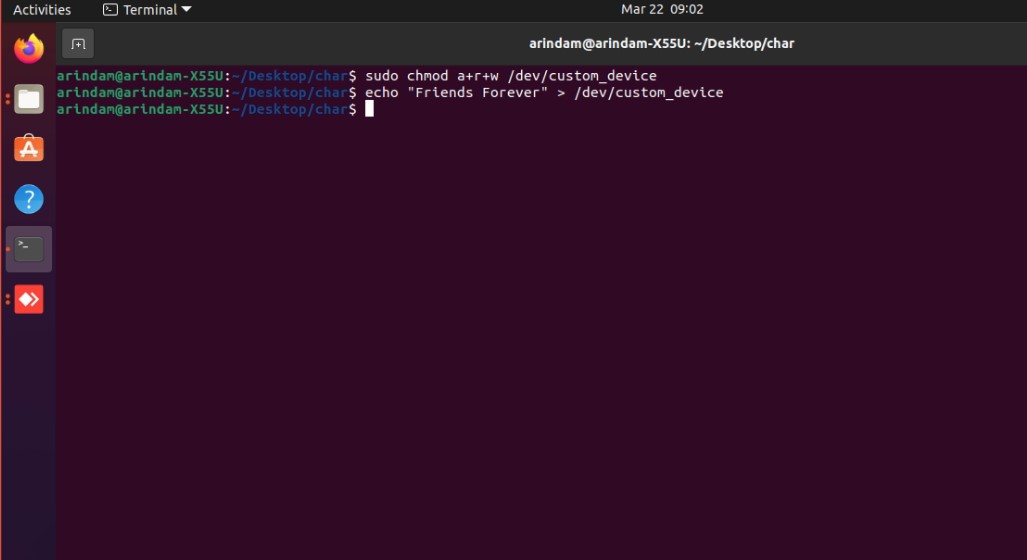 Activities
Terminal
Mar 22 09:02
arindam@arindam-X55U: ~/Desktop/char
arindam@arindam-X55U:~/Desktop/char$ sudo chmod a+r+w /dev/custom_device
arindam@arindam-X55U:~/Desktop/char$ echo "Friends Forever" > /dev/custom_device
arindam@arindam-X55U:~/Desktop/char$